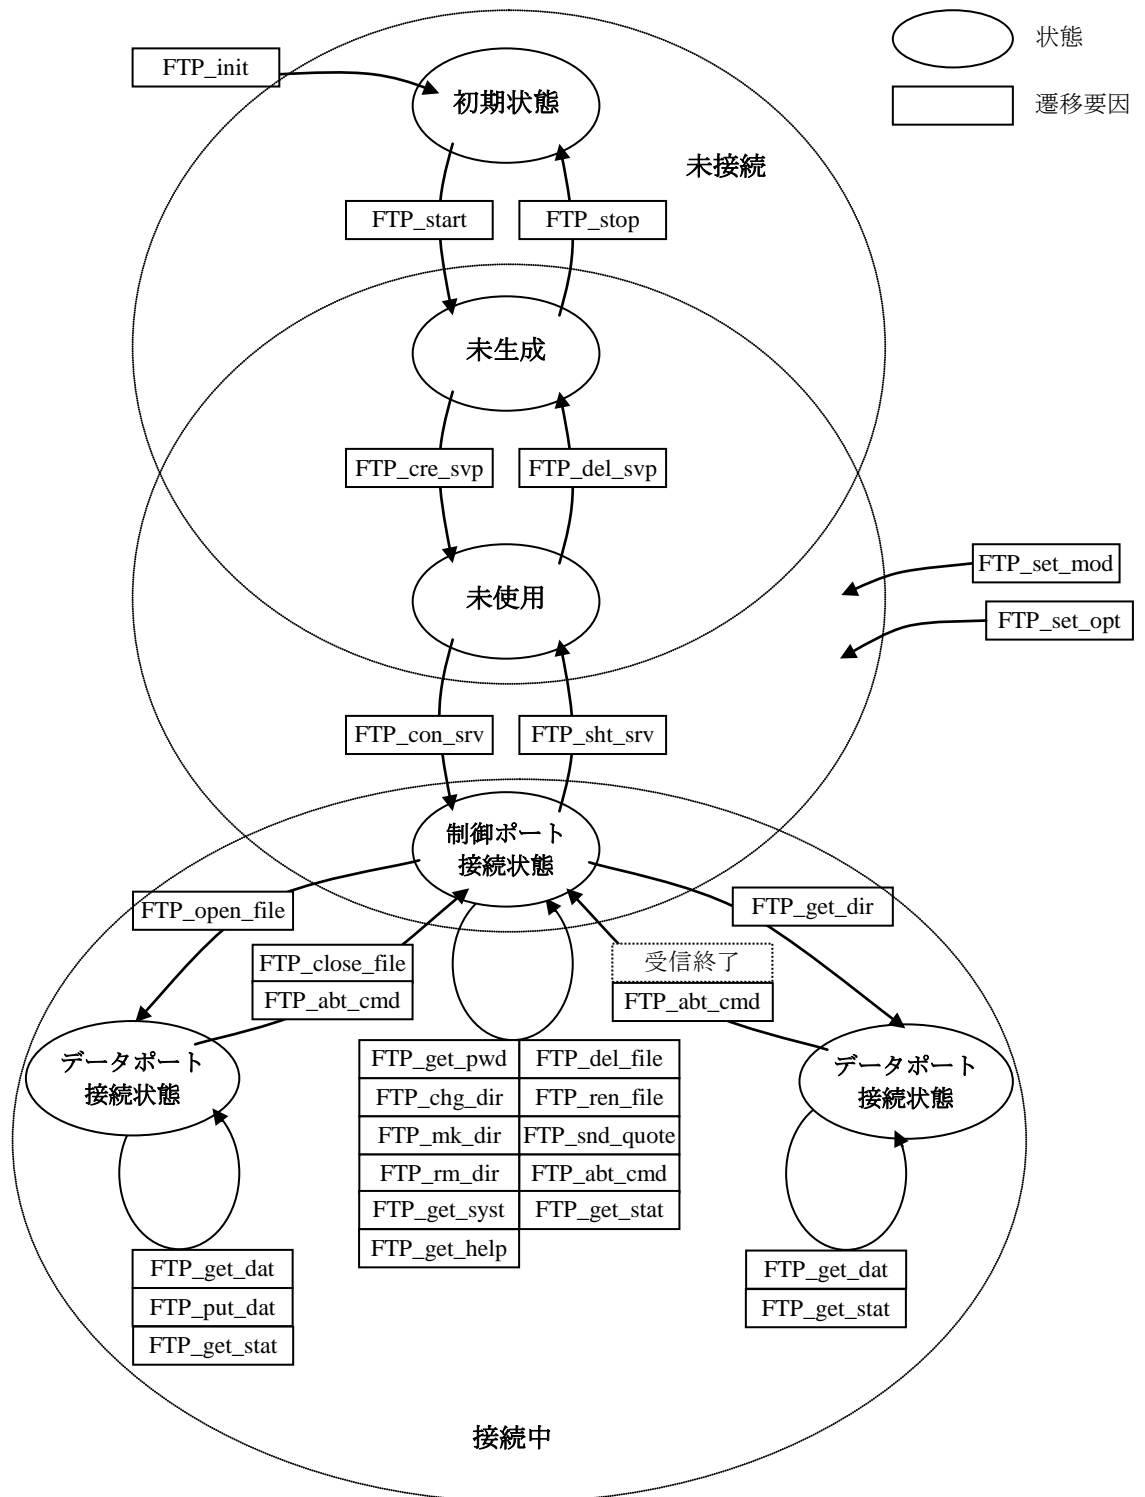 状態
FTP_init
初期状態
遷移要因
未接続
FTP_start
FTP_stop
未生成
FTP_cre_svp
FTP_del_svp
FTP_set_mod
未使用
FTP_set_opt
FTP_con_srv
FTP_sht_srv
制御ポート
接続状態
FTP_open_file
FTP_get_dir
FTP_close_file
受信終了
FTP_abt_cmd
FTP_abt_cmd
データポート
接続状態
FTP_get_pwd
FTP_del_file
FTP_chg_dir
FTP_ren_file
FTP_mk_dir
FTP_snd_quote
FTP_rm_dir
FTP_abt_cmd
FTP_get_syst
FTP_get_stat
FTP_get_help
データポート
接続状態
FTP_get_dat
FTP_put_dat
FTP_get_stat
FTP_get_dat
FTP_get_stat
接続中